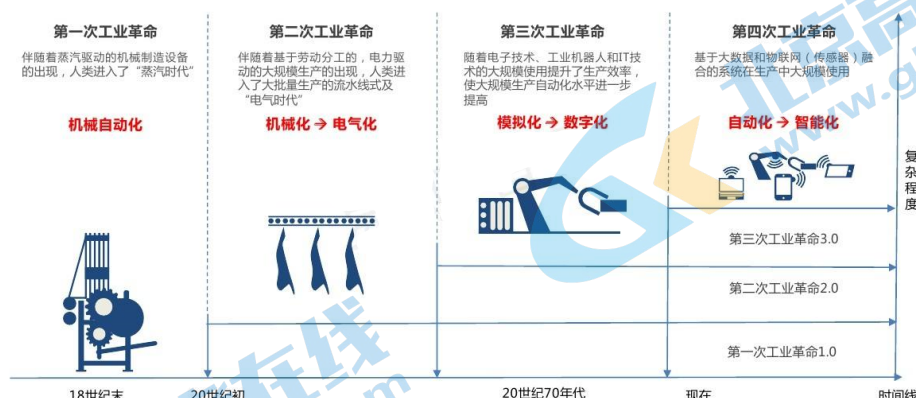 第一次工业革命
伴随着蒸汽驱动的机械制造设备
的出现，人类进入了“蒸汽时代”
机械自动化
第二次工业革命
伴随着基于劳动分工的，电力驱
动的大规模生产的出现，人类进
入了大批量生产的流水线式及
“电气时代”
机械化→电气化
第三次工业革命
随着电子技术、工业机器人和IT技
术的大规模使用提升了生产效率，
使大规模生产自动化水平进一步
提高
模拟化→数字化
第四次工业革命
基于大数据和物联网（传感器）融
合的系统在生产中大规模使用
自动化→智能化
复杂程度
第三次工业革命3.0
第二次工业革命2.0
第一次工业革命1.0
18世纪末
20世纪初
20世纪70年代
现在
时间线
北京高
www.g
在线